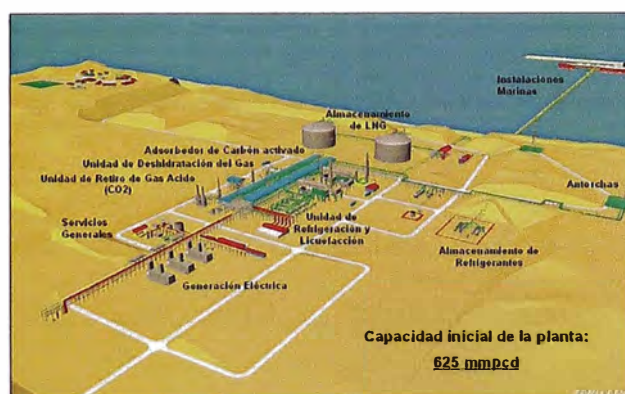 Instalaciones
Marinas
Almacenamiento
de LNG
Adsorbedor de Carbón activado
Unidad de Deshidratación del Gas
Unidad de Retiro de Gas Acido
(CO2)
Antorchas
Servicios
Generales
Unidad de
Refrigeración y
Licuefacción
Almacenamiento de
Refrigerantes
Generación Eléctrica
Capacidad inicial de la planta:
625 mmpcd